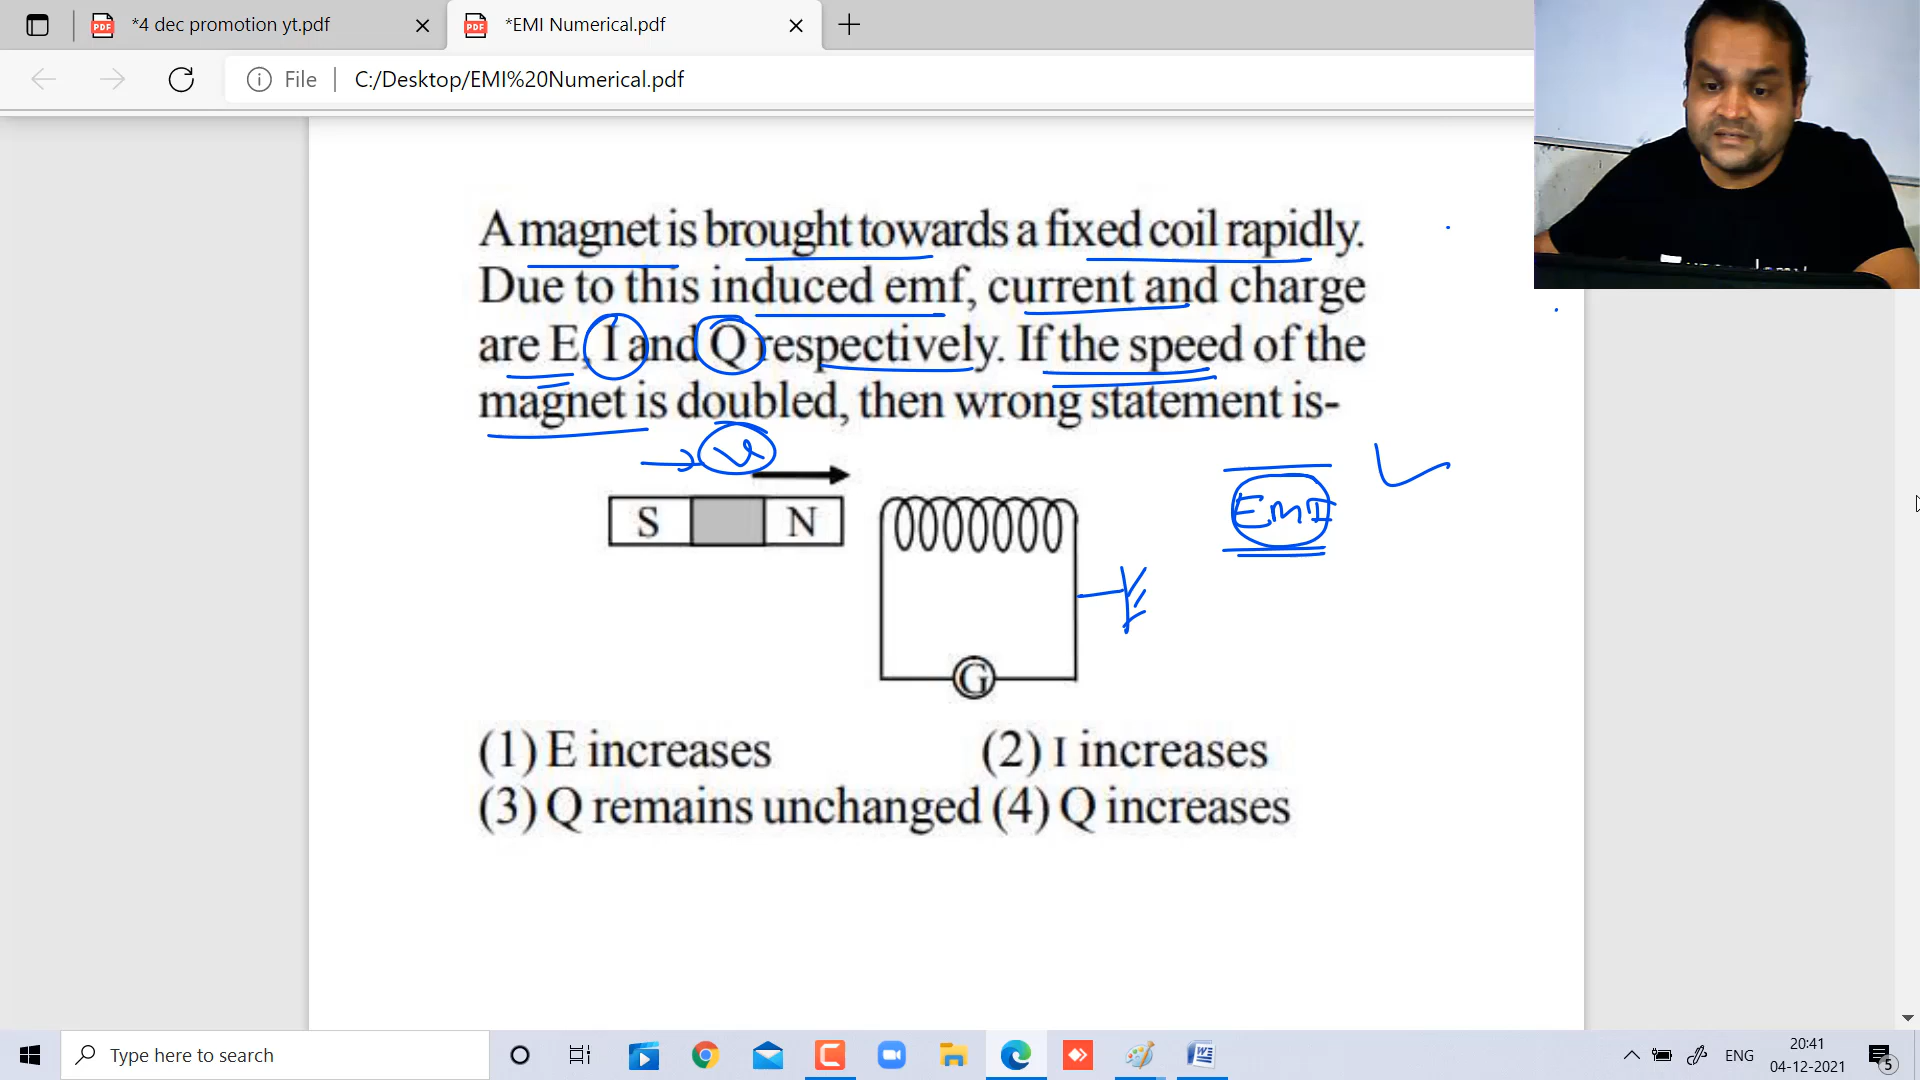 *4 dec promotion yt.pdf
*EMI Numerical.pdf
File
C:/Desktop/EMI%20Numerical.pdf
A magnet is brought towards a fixed coil rapidly.
Due to this induced emf, current and charge
are E, I and Q respectively. If the speed of the
magnet is doubled, then wrong statement is-
v
S N
EMI
G
(1) E increases (2) I increases
(3) Q remains unchanged (4) Q increases
Type here to search
ENG
20:41
04-12-2021
5